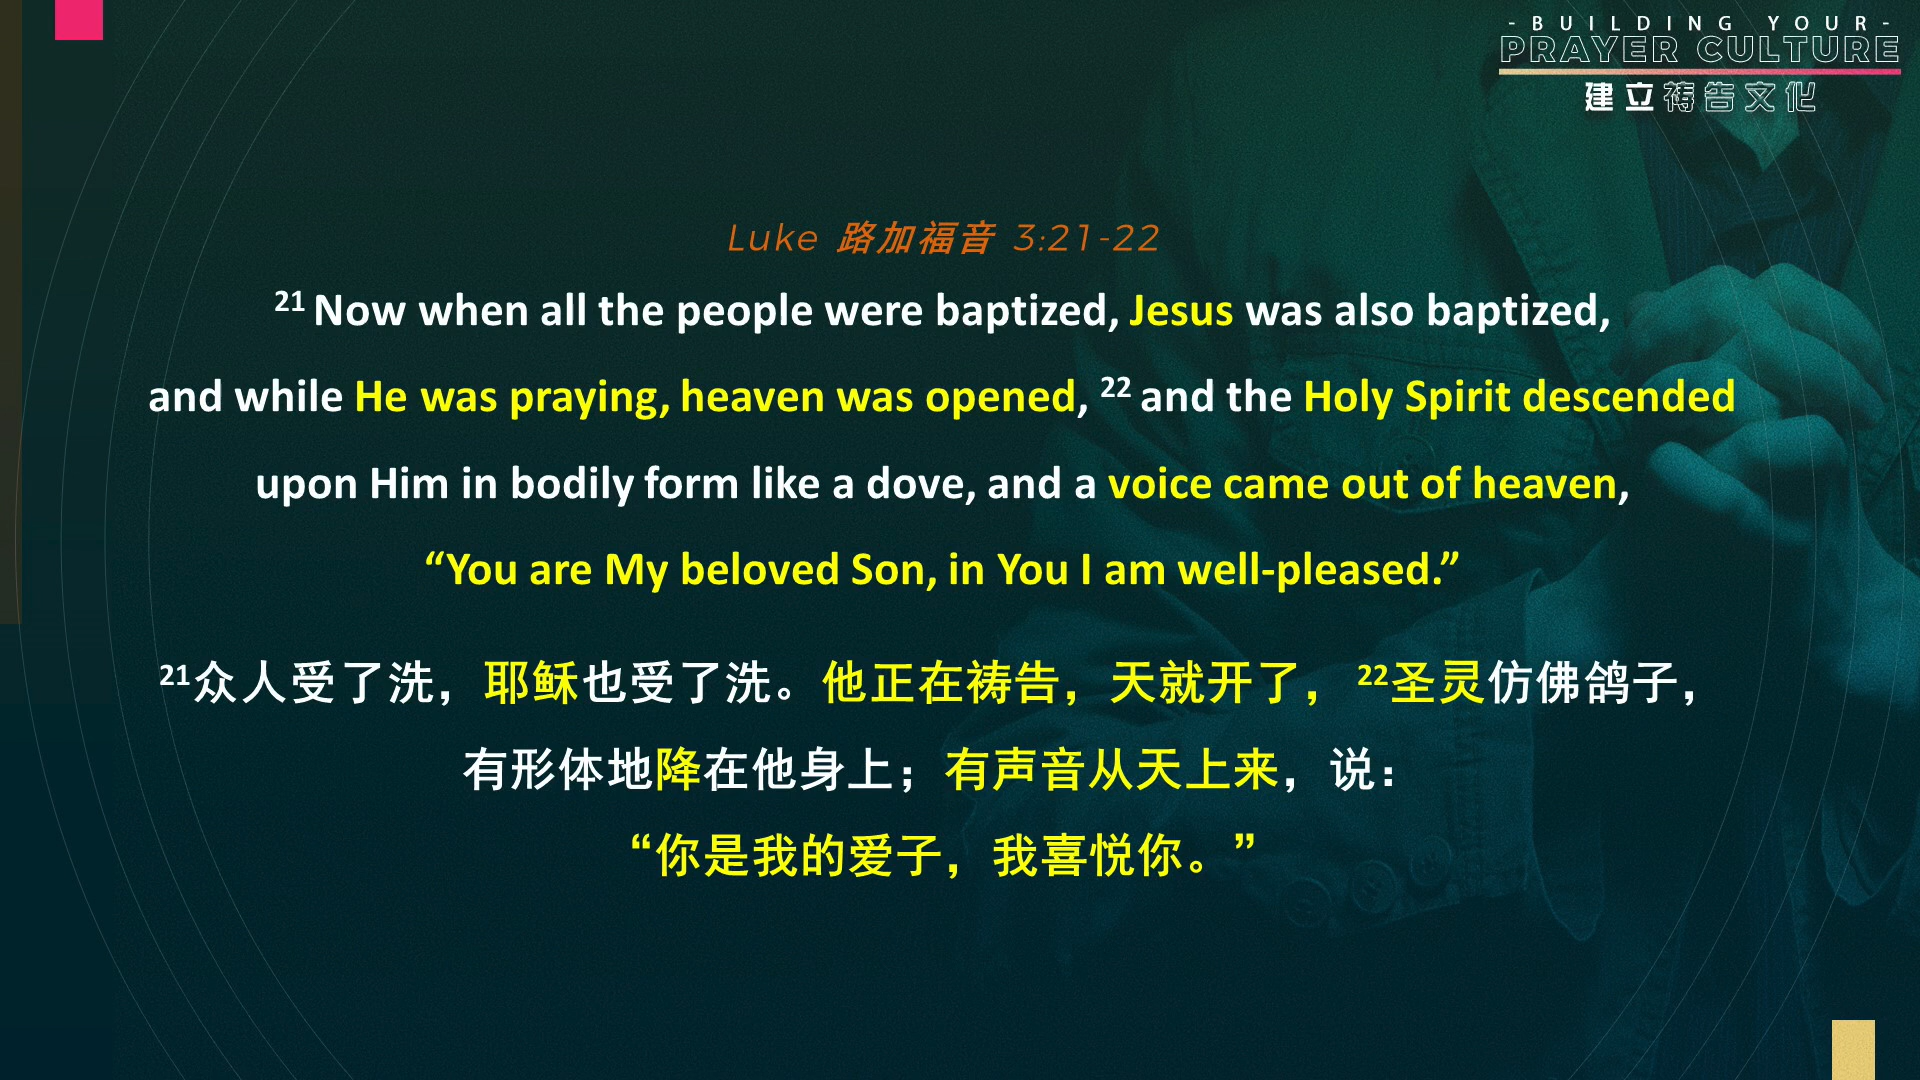 - BUILDING YOUR -
PRAYER CULTURE
建立祷告文化
Luke 路加福音 3:21-22
21 Now when all the people were baptized, Jesus was also baptized,
and while He was praying, heaven was opened, 22 and the Holy Spirit descended
upon Him in bodily form like a dove, and a voice came out of heaven,
“You are My beloved Son, in You I am well-pleased.”
21众人受了洗，耶稣也受了洗。他正在祷告，天就开了，22圣灵仿佛鸽子，
有形体地降在他身上；有声音从天上来，说：
“你是我的爱子，我喜悦你。”